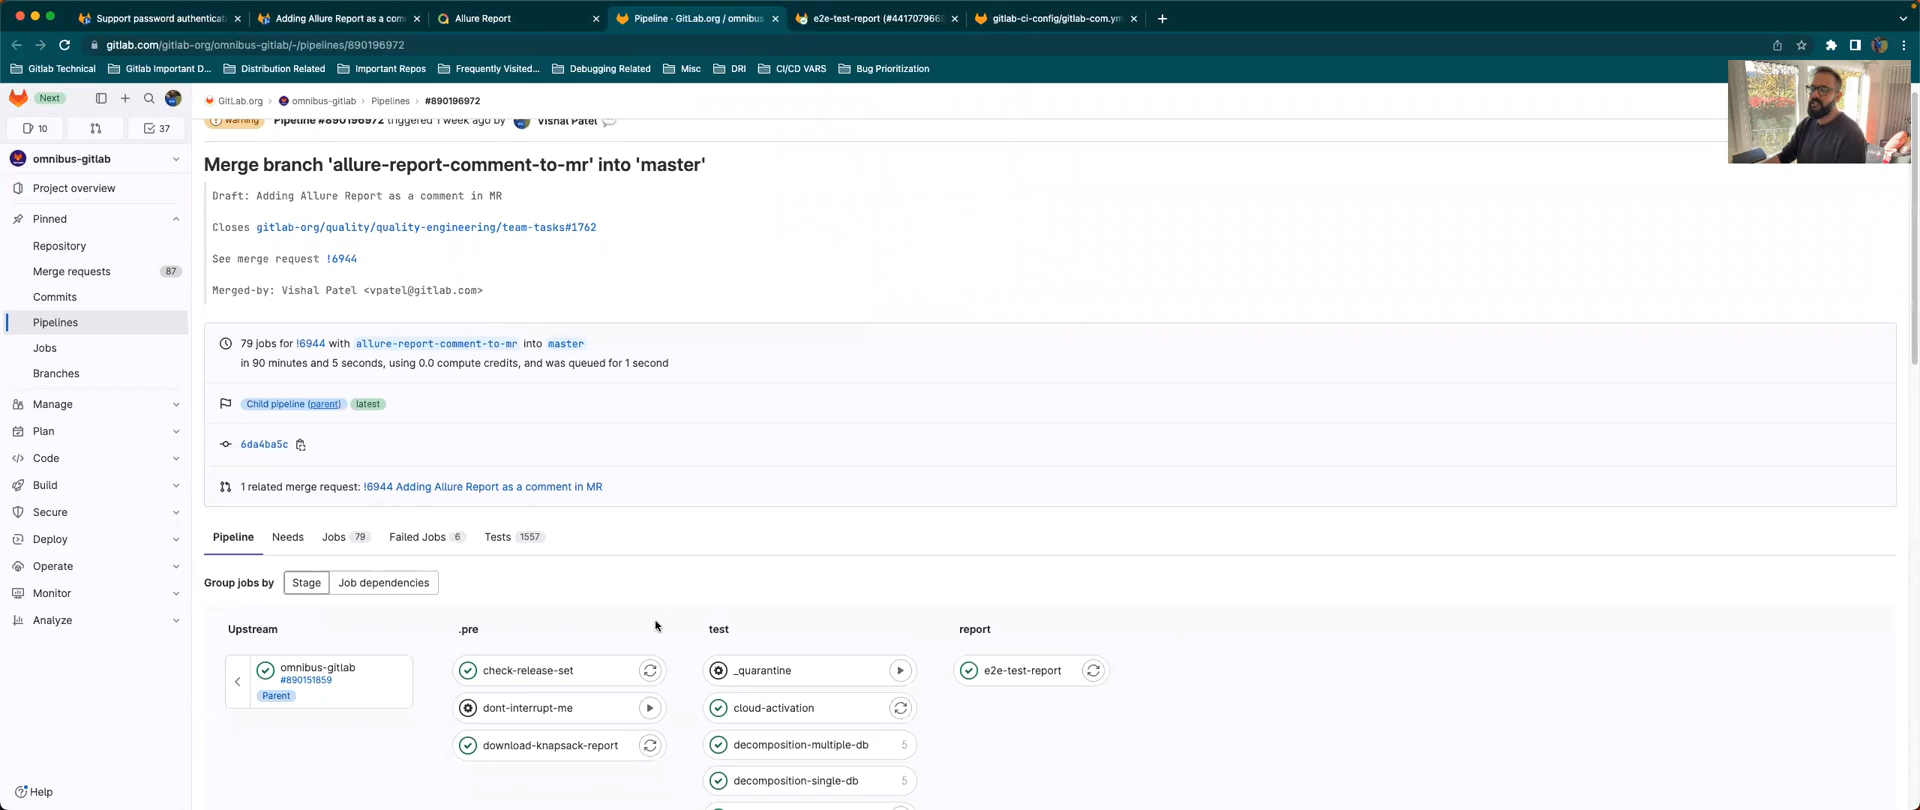 Support password authenticati
Adding Allure Report as a com
Allure Report
Pipeline · GitLab.org / omnibus
e2e-test-report (#441707966
gitlab-ci-config/gitlab-com.ym
gitlab.com/gitlab-org/omnibus-gitlab/-/pipelines/890196972
Gitlab Technical
Gitlab Important D...
Distribution Related
Important Repos
Frequently Visited...
Debugging Related
Misc
DRI
CI/CD VARS
Bug Prioritization
Next
10
37
omnibus-gitlab
Project overview
Pinned
Repository
Merge requests 87
Commits
Pipelines
Jobs
Branches
Manage
Plan
Code
Build
Secure
Deploy
Operate
Monitor
Analyze
Help
GitLab.org › omnibus-gitlab › Pipelines › #890196972
warning Pipeline #890196972 triggered 1 week ago by Vishal Patel
Merge branch 'allure-report-comment-to-mr' into 'master'
Draft: Adding Allure Report as a comment in MR
Closes gitlab-org/quality/quality-engineering/team-tasks#1762
See merge request !6944
Merged-by: Vishal Patel <vpatel@gitlab.com>
79 jobs for !6944 with allure-report-comment-to-mr into master
in 90 minutes and 5 seconds, using 0.0 compute credits, and was queued for 1 second
Child pipeline (parent) latest
6da4ba5c
1 related merge request: !6944 Adding Allure Report as a comment in MR
Pipeline Needs Jobs 79 Failed Jobs 6 Tests 1557
Group jobs by Stage Job dependencies
Upstream
omnibus-gitlab
#890151859
Parent
.pre
check-release-set
dont-interrupt-me
download-knapsack-report
test
_quarantine
cloud-activation
decomposition-multiple-db 5
decomposition-single-db 5
report
e2e-test-report